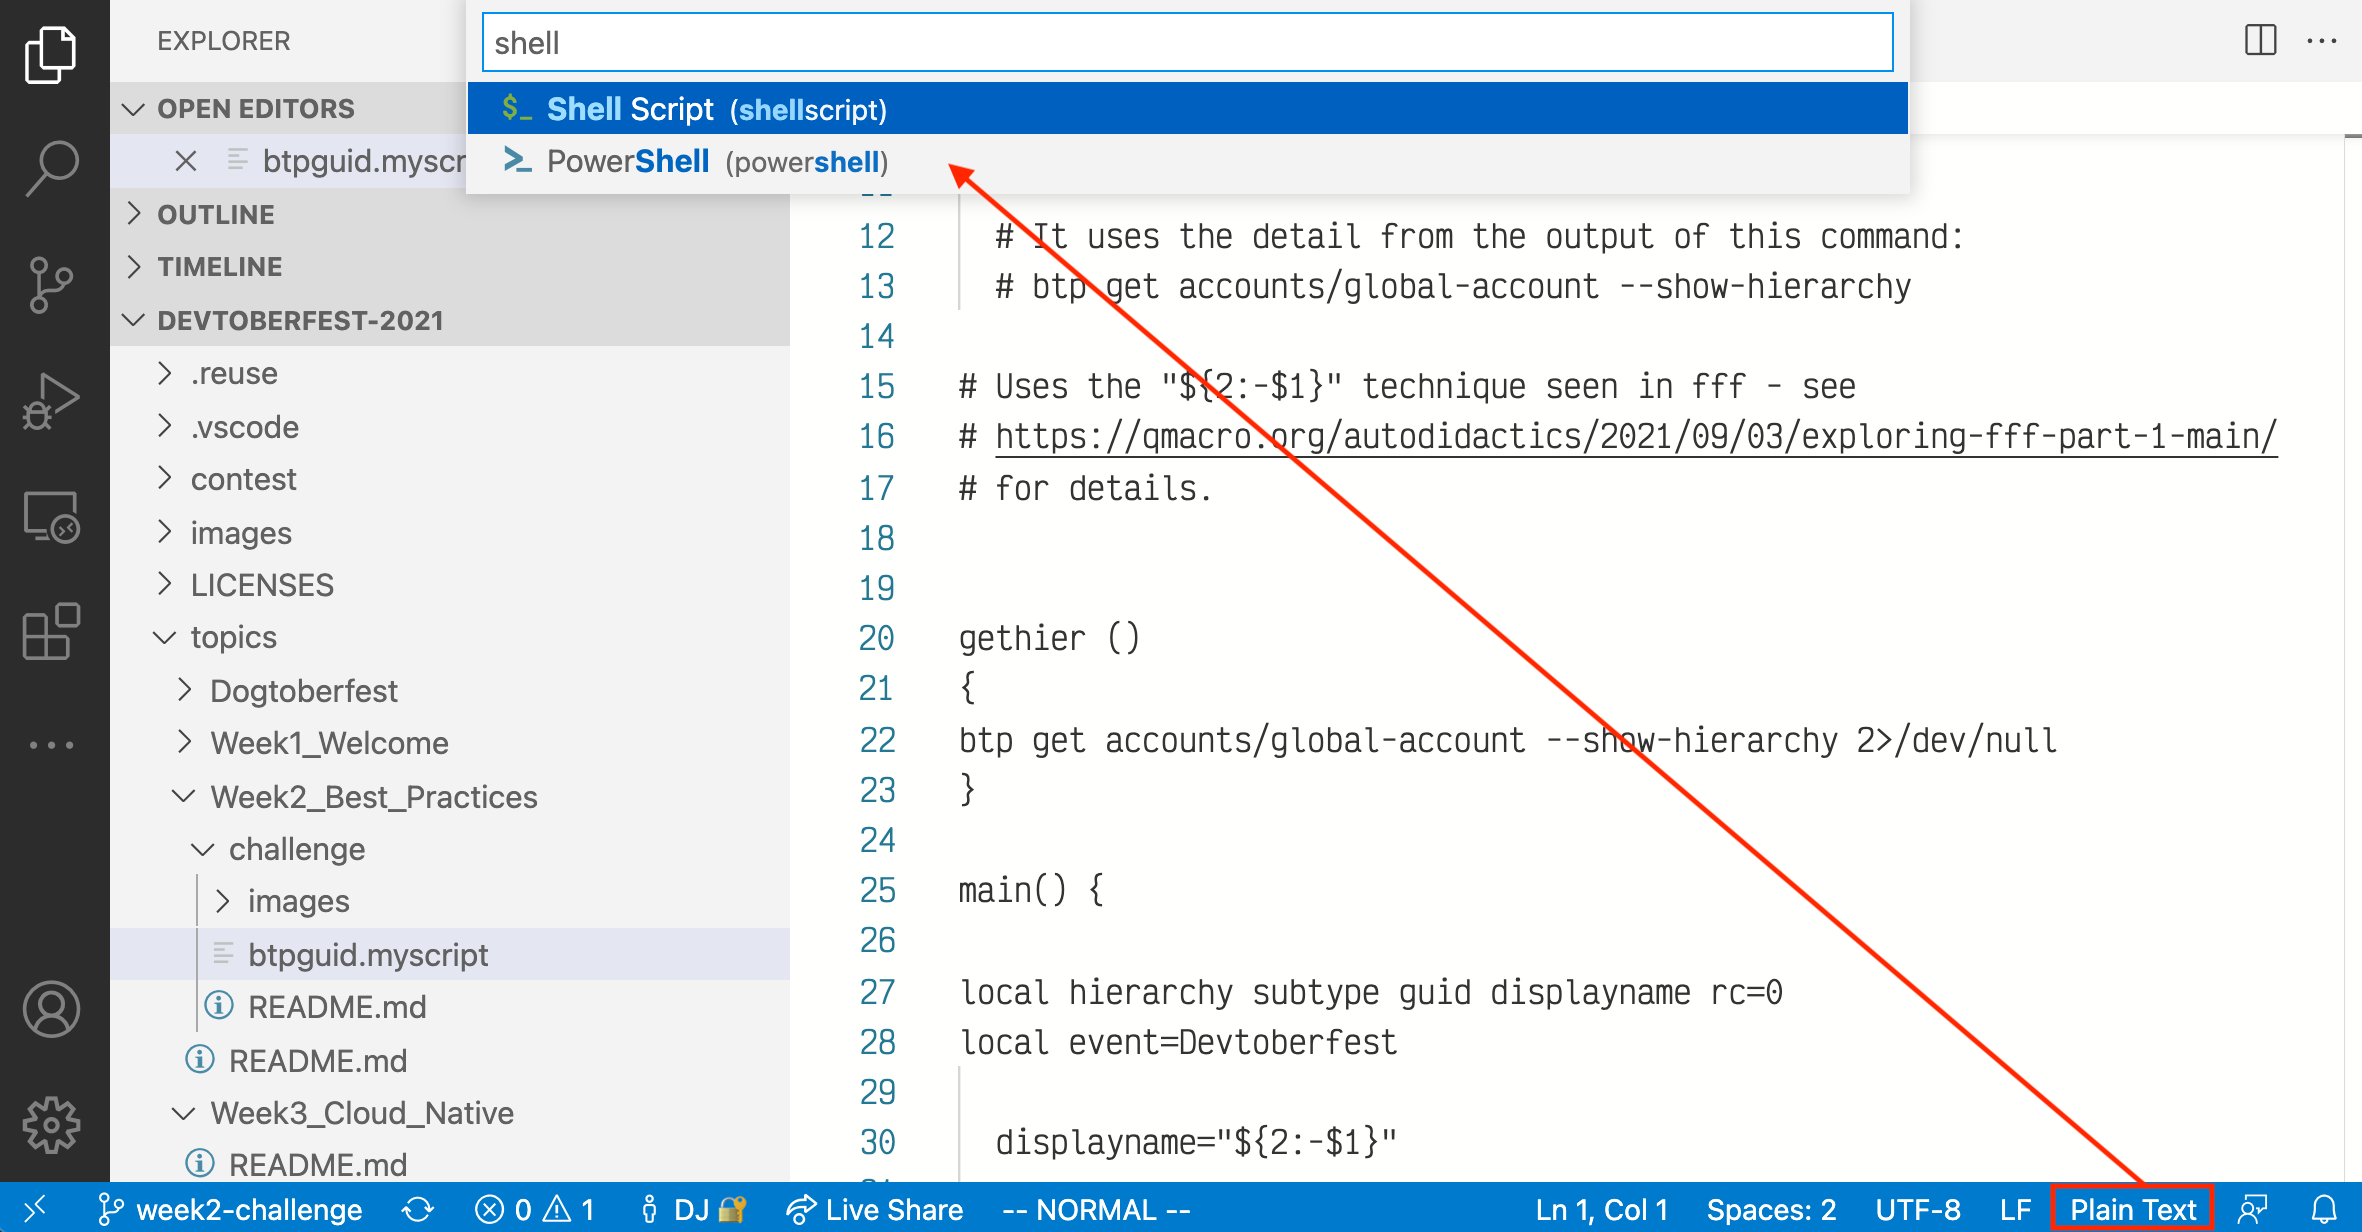 shell
EXPLORER
$_ Shell Script (shellscript)
OPEN EDITORS
PowerShell (powershell)
btpguid.myscr
OUTLINE
TIMELINE
DEVTOBERFEST-2021
.reuse
.vscode
contest
images
LICENSES
topics
Dogtoberfest
Week1_Welcome
Week2_Best_Practices
challenge
images
btpguid.myscript
README.md
README.md
Week3_Cloud_Native
README.md
12 # It uses the detail from the output of this command:
13 # btp get accounts/global-account --show-hierarchy
14
15 # Uses the "${2:-$1}" technique seen in fff - see
16 # https://qmacro.org/autodidactics/2021/09/03/exploring-fff-part-1-main/
17 # for details.
18
19
20 gethier ()
21 {
22 btp get accounts/global-account --show-hierarchy 2>/dev/null
23 }
24
25 main() {
26
27 local hierarchy subtype guid displayname rc=0
28 local event=Devtoberfest
29
30 displayname="${2:-$1}"
week2-challenge 0 1 DJ Live Share -- NORMAL -- Ln 1, Col 1 Spaces: 2 UTF-8 LF Plain Text